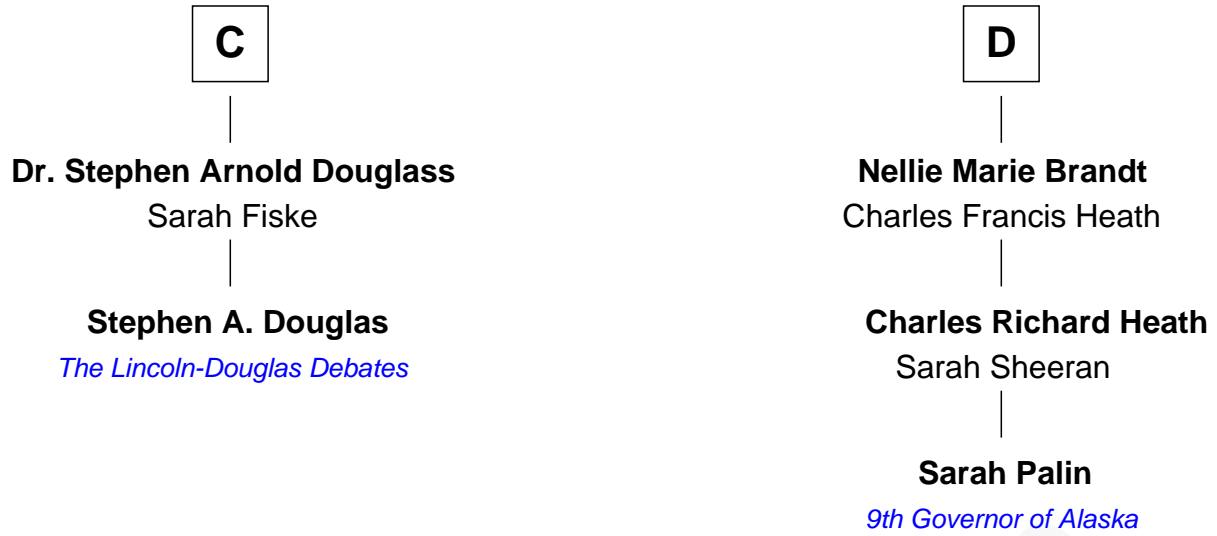 C
Dr. Stephen Arnold Douglass
Sarah Fiske
Stephen A. Douglas
The Lincoln-Douglas Debates
D
Nellie Marie Brandt
Charles Francis Heath
Charles Richard Heath
Sarah Sheeran
Sarah Palin
9th Governor of Alaska